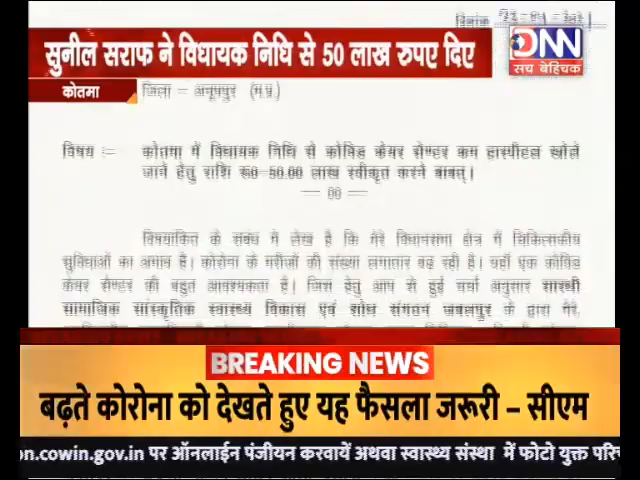 दिनांक
सुनील सराफ ने विधायक निधि से 50 लाख रुपए दिए
DNN
सच बेहिचक
कोतमा
जिला – अनूपपुर (म.प्र.)
विषय :– कोतमा में विधायक निधि से कोविड केयर सेण्टर कम हास्पीटल खोले
जाने हेतु राशि रू0 50.00 लाख स्वीकृत करने बाबत्।
— 00 —
विषयांकित के संबंध में लेख है कि मेरे विधानसभा क्षेत्र में चिकित्सकीय
सुविधाओं का अभाव है। कोरोना के मरीजों की संख्या लगातार बढ रही है। यहाँ एक कोविड
केयर सैण्टर की बहुत आवश्यकता है। जिस हेतु आप से हुई चर्चा अनुसार सारथी
सामाजिक सांस्कृतिक स्वास्थ्य विकास एवं शोध संगठन जबलपुर के द्वारा मेरे
BREAKING NEWS
बढ़ते कोरोना को देखते हुए यह फैसला जरूरी – सीएम
on.cowin.gov.in पर ऑनलाईन पंजीयन करवायें अथवा स्वास्थ्य संस्था में फोटो युक्त परि